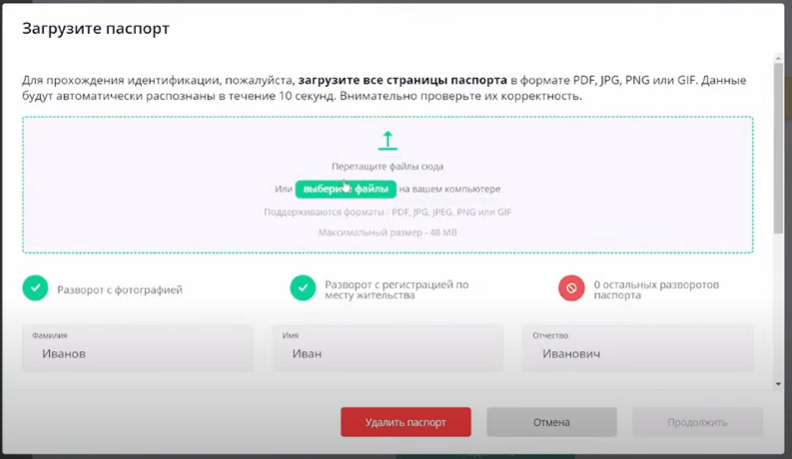 Загрузите паспорт
Для прохождения идентификации, пожалуйста, загрузите все страницы паспорта в формате PDF, JPG, PNG или GIF. Данные
будут автоматически распознаны в течение 10 секунд. Внимательно проверьте их корректность.
Перетащите файлы сюда
Или выберите файлы на вашем компьютере
Поддерживаются форматы - PDF, JPG, JPEG, PNG или GIF
Максимальный размер - 48 MB
Разворот с фотографией
Разворот с регистрацией по
месту жительства
0 остальных разворотов
паспорта
Фамилия
Иванов
Имя
Иван
Отчество
Иванович
Удалить паспорт
Отмена
Продолжить